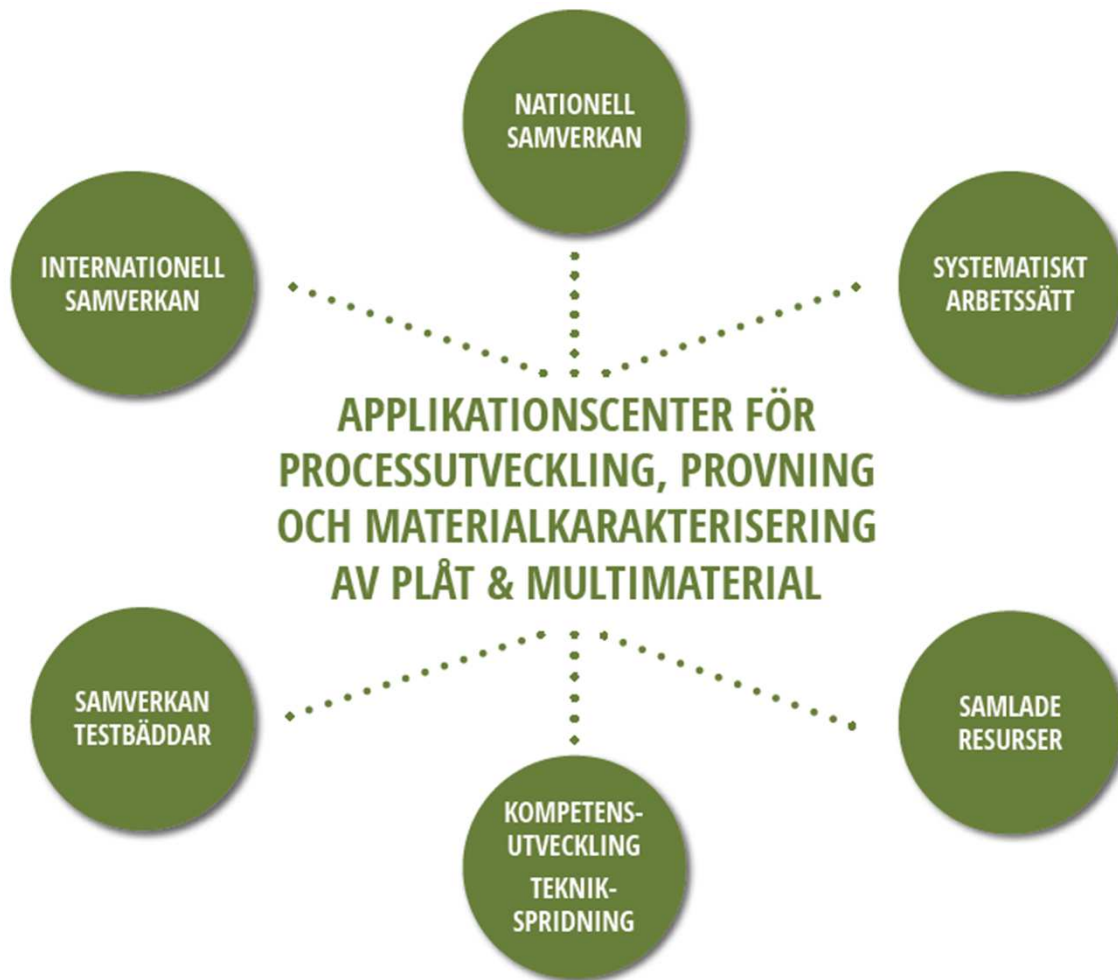 NATIONELL
SAMVERKAN
INTERNATIONELL
SAMVERKAN
SYSTEMATISKT
ARBETSSÄTT
APPLIKATIONSCENTER FÖR
PROCESSUTVECKLING, PROVNING
OCH MATERIALKARAKTERISERING
AV PLÅT & MULTIMATERIAL
SAMVERKAN
TESTBÄDDAR
KOMPETENS-
UTVECKLING
TEKNIK-
SPRIDNING
SAMLADE
RESURSER